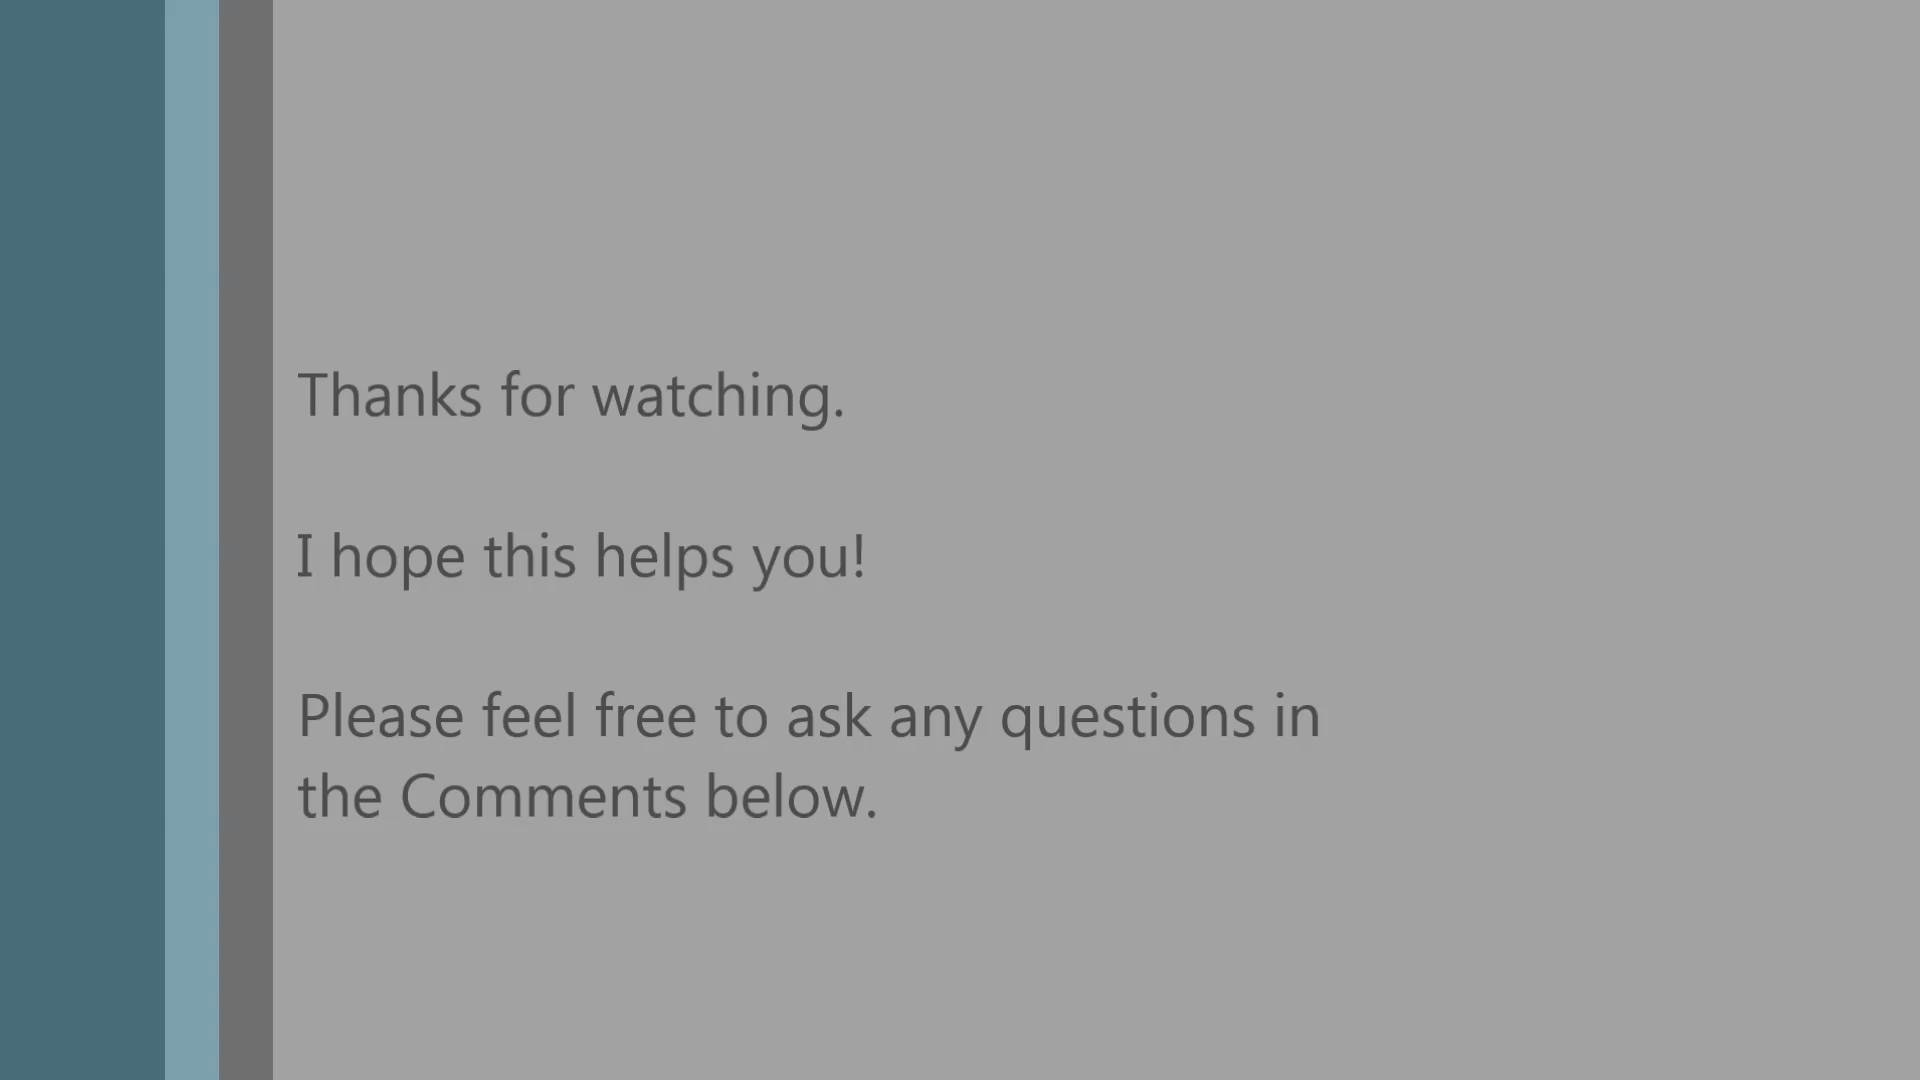 Thanks for watching.
I hope this helps you!
Please feel free to ask any questions in
the Comments below.